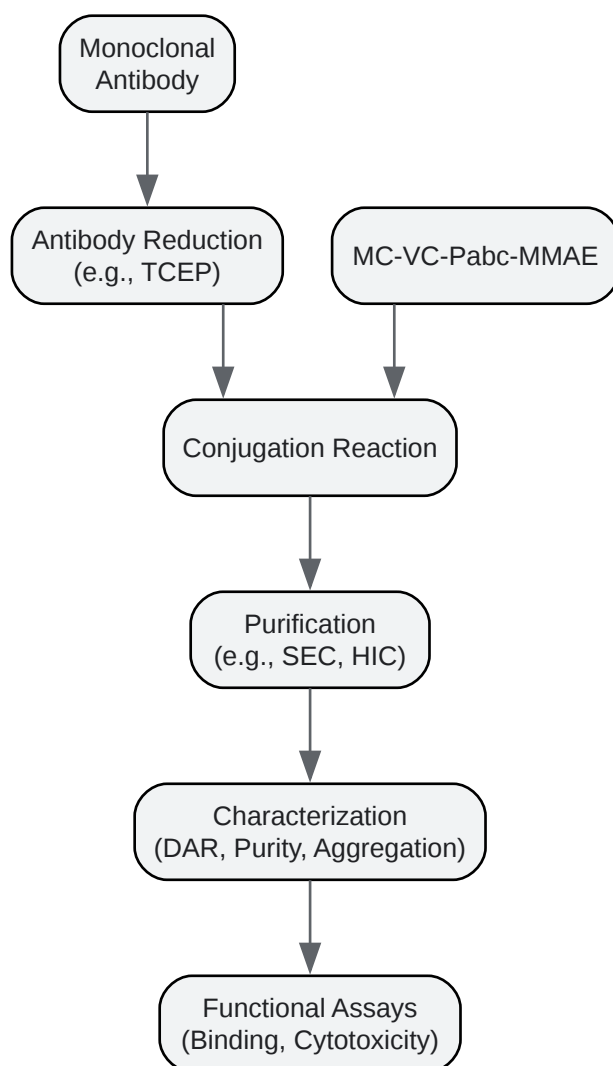 Monoclonal
Antibody
Antibody Reduction
(e.g., TCEP)
MC-VC-Pabc-MMAE
Conjugation Reaction
Purification
(e.g., SEC, HIC)
Characterization
(DAR, Purity, Aggregation)
Functional Assays
(Binding, Cytotoxicity)